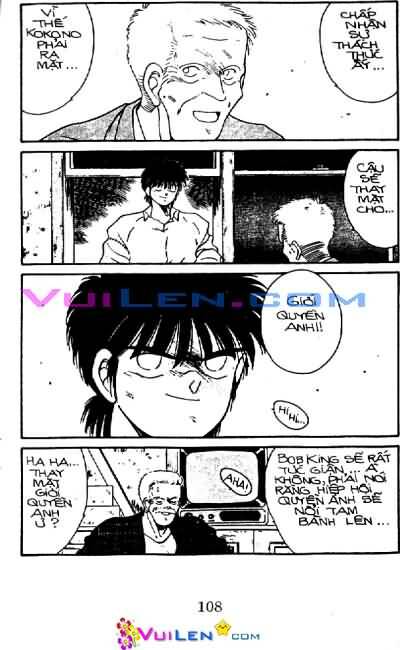 VÌ
THẾ
KOKONO
PHẢI
RA
MẶT...
CHẤP
NHẬN
SỰ
THÁCH
THỨC
ẤY...
CẬU
SẼ
THAY
MẶT
CHO...
VUILEN.COM
GIỚI
QUYỀN
ANH!
HÌ
HÌ...
HA HA...
THAY
MẶT
GIỚI
QUYỀN
ANH
Ư?
AHA!
BOB KING SẼ RẤT
TỨC GIẬN... À
KHÔNG, PHẢI NÓI
RẰNG HIỆP HỘI
QUYỀN ANH SẼ
NỔI TAM
BÀNH LÊN...
108
VUILEN.COM